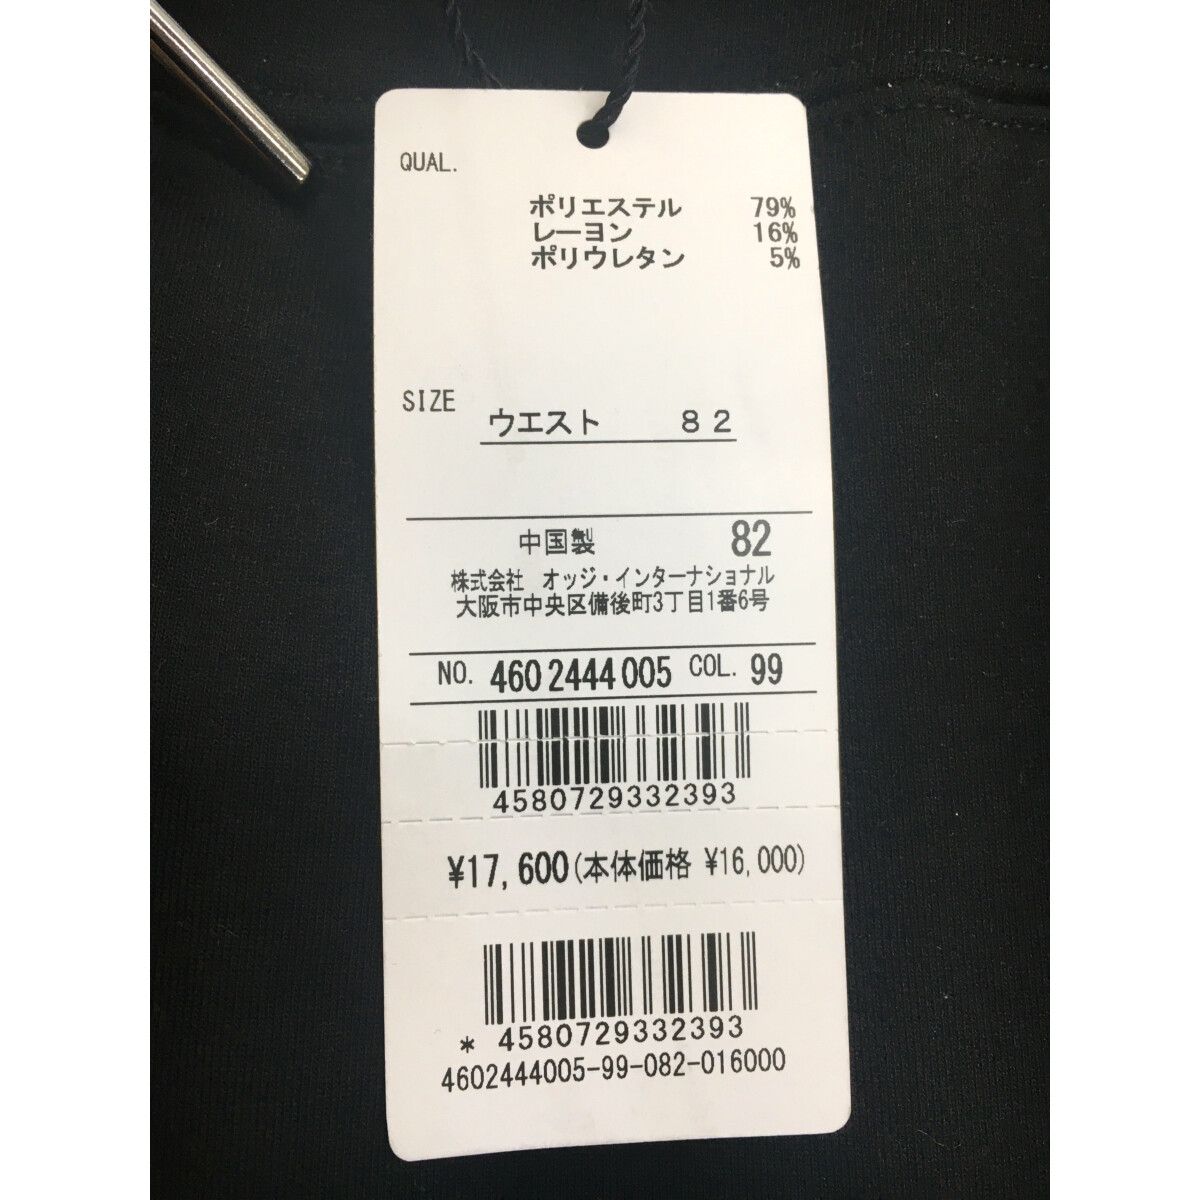 QUAL.
ポリエステル 79%
レーヨン 16%
ポリウレタン 5%
SIZE
ウエスト 82
中国製 82
株式会社 オッジ・インターナショナル
大阪市中央区備後町3丁目1番6号
NO. 460 2444 005 COL. 99
4580729332393
¥17,600(本体価格 ¥16,000)
* 4580729332393
4602444005-99-082-016000